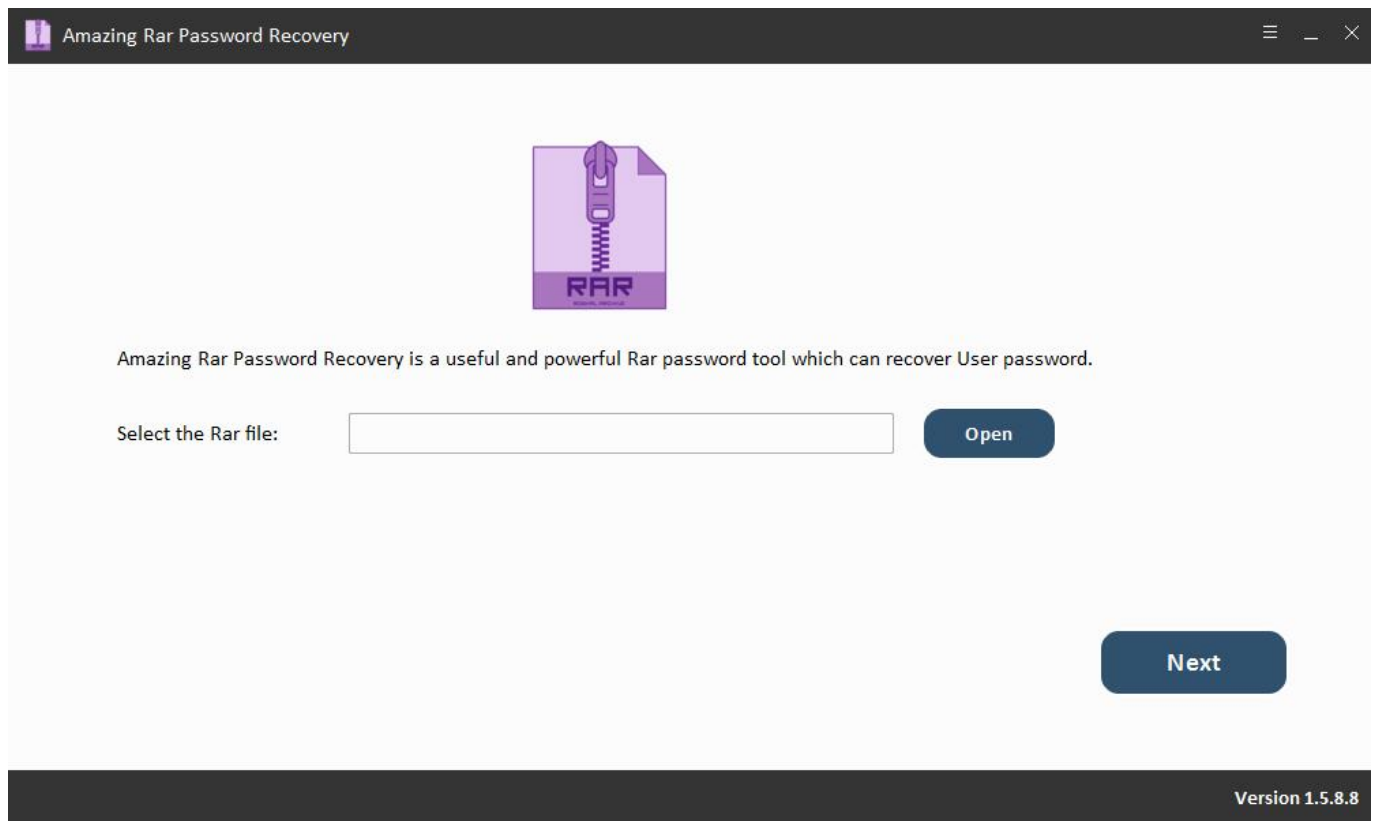 Amazing Rar Password Recovery
RAR
Amazing Rar Password Recovery is a useful and powerful Rar password tool which can recover User password.
Select the Rar file:
Open
Next
Version 1.5.8.8